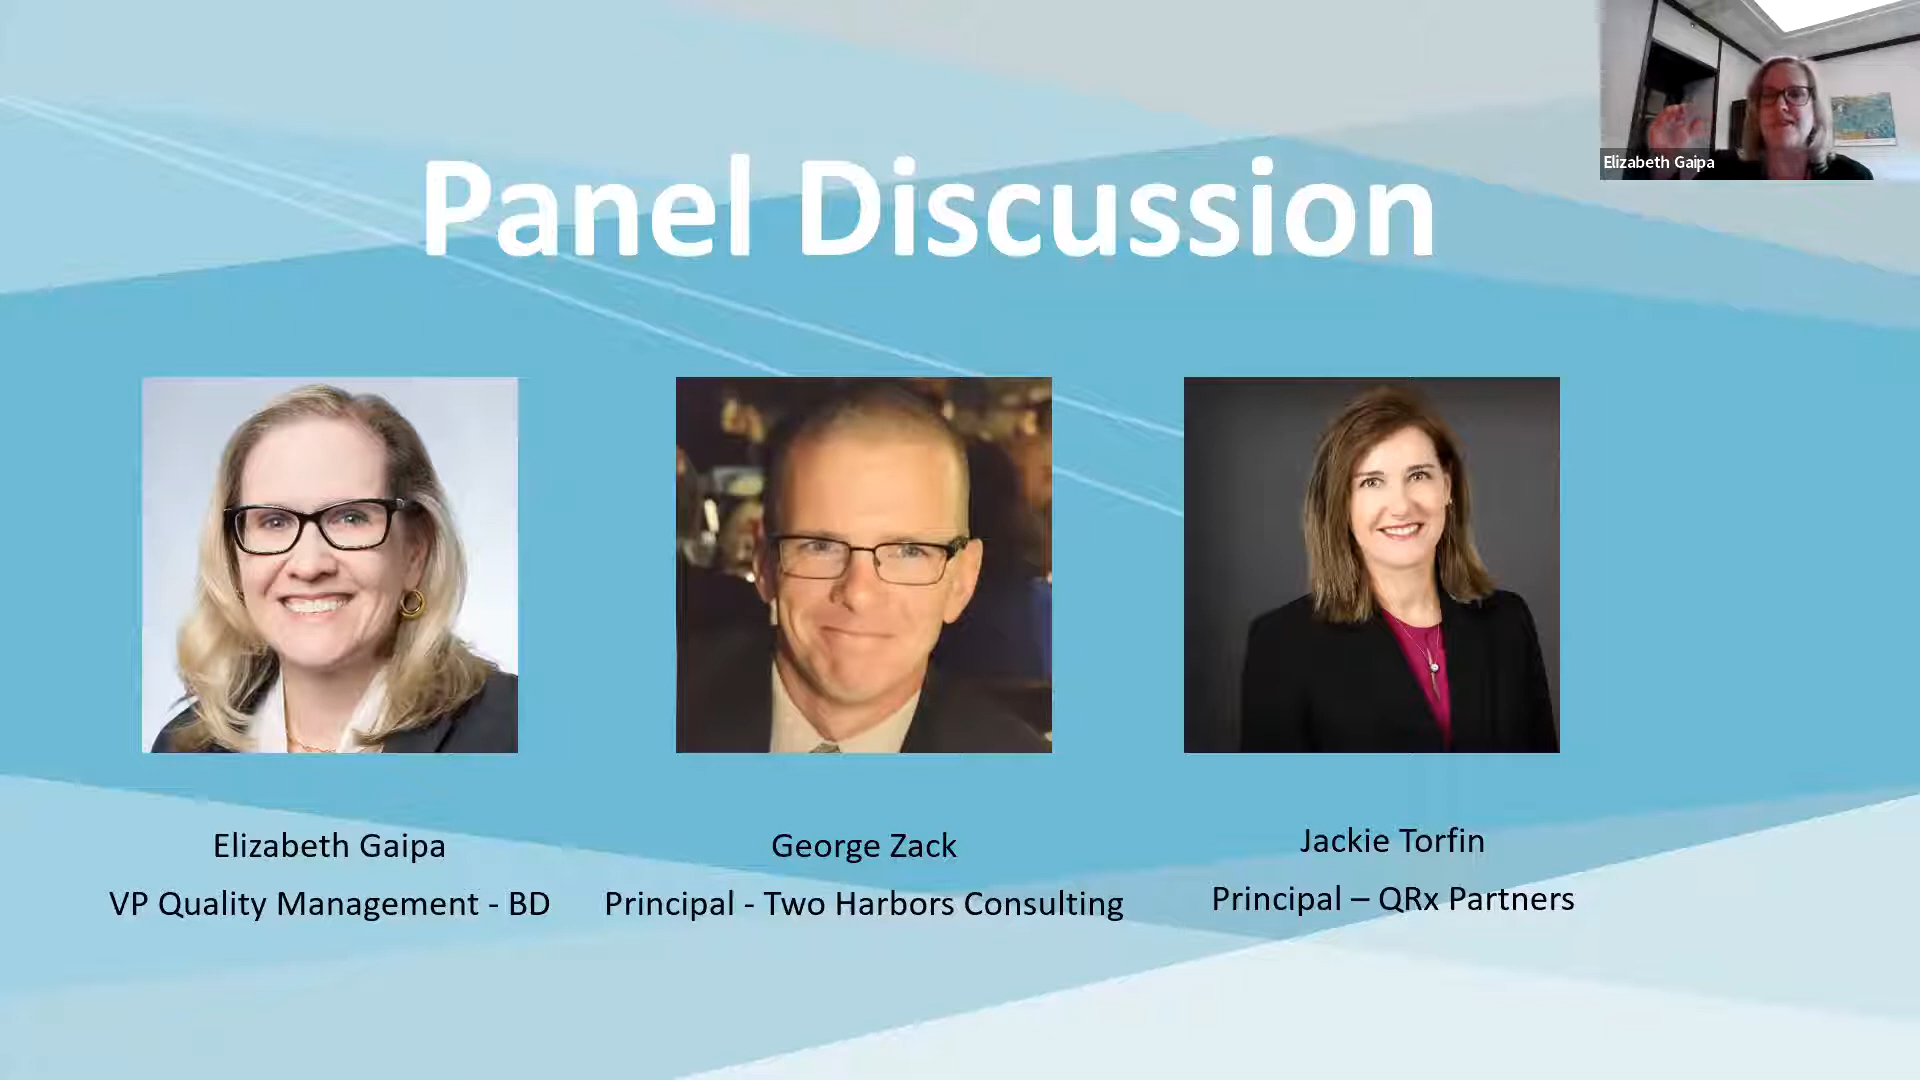 Panel Discussion
Elizabeth Gaipa
Elizabeth Gaipa
VP Quality Management - BD
George Zack
Principal - Two Harbors Consulting
Jackie Torfin
Principal – QRx Partners